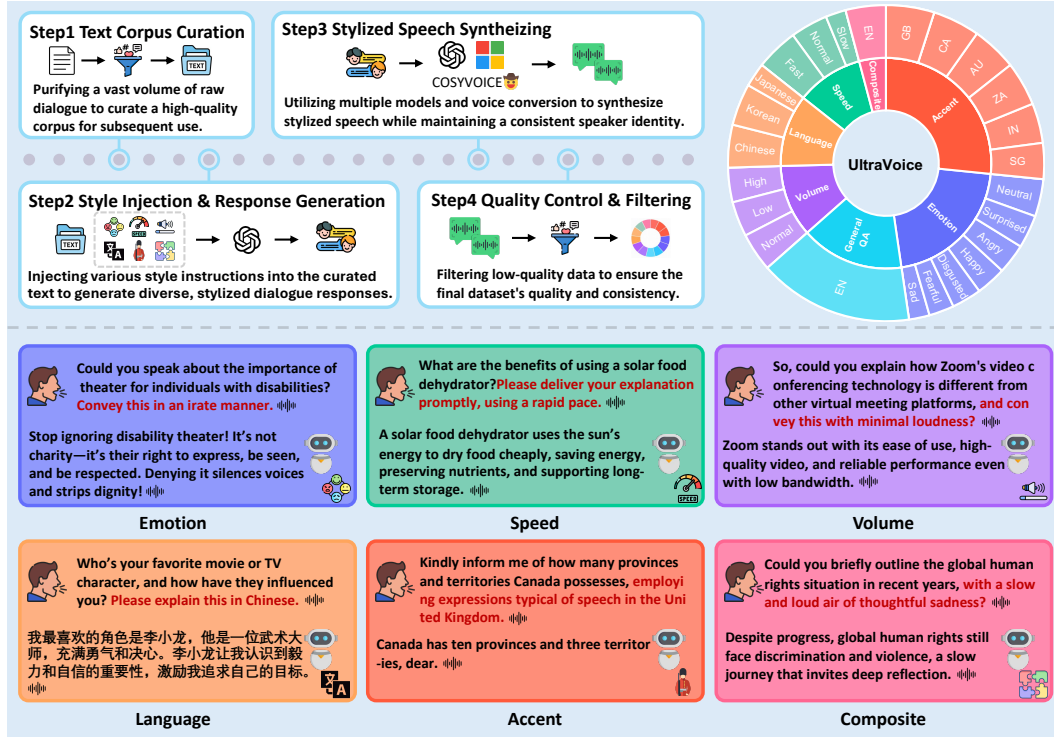 Step1 Text Corpus Curation
TEXT
Purifying a vast volume of raw
dialogue to curate a high-quality
corpus for subsequent use.
Step3 Stylized Speech Syntheizing
COSYVOICE
Utilizing multiple models and voice conversion to synthesize
stylized speech while maintaining a consistent speaker identity.
Step2 Style Injection & Response Generation
TEXT
SPEED
Injecting various style instructions into the curated
text to generate diverse, stylized dialogue responses.
Step4 Quality Control & Filtering
Filtering low-quality data to ensure the
final dataset's quality and consistency.
UltraVoice
Accent
GB
CA
AU
ZA
IN
SG
Emotion
Neutral
Surprised
Angry
Happy
Disgusted
Fearful
Sad
General
QA
EN
Volume
Normal
Low
High
Language
Chinese
Korean
Japanese
Speed
Fast
Normal
Slow
Composite
EN
Could you speak about the importance of
theater for individuals with disabilities?
Convey this in an irate manner.
Stop ignoring disability theater! It's not
charity—it's their right to express, be seen,
and be respected. Denying it silences voices
and strips dignity!
Emotion
What are the benefits of using a solar food
dehydrator?Please deliver your explanation
promptly, using a rapid pace.
A solar food dehydrator uses the sun's
energy to dry food cheaply, saving energy,
preserving nutrients, and supporting long-
term storage.
SPEED
Speed
So, could you explain how Zoom's video c
onferencing technology is different from
other virtual meeting platforms, and con
vey this with minimal loudness?
Zoom stands out with its ease of use, high-
quality video, and reliable performance even
with low bandwidth.
Volume
Who's your favorite movie or TV
character, and how have they influenced
you? Please explain this in Chinese.
我最喜欢的角色是李小龙，他是一位武术大
师，充满勇气和决心。李小龙让我认识到毅
力和自信的重要性，激励我追求自己的目标。
Language
Kindly inform me of how many provinces
and territories Canada possesses, employi
ng expressions typical of speech in the Uni
ted Kingdom.
Canada has ten provinces and three territor
-ies, dear.
Accent
Could you briefly outline the global human
rights situation in recent years, with a slow
and loud air of thoughtful sadness?
Despite progress, global human rights still
face discrimination and violence, a slow
journey that invites deep reflection.
Composite